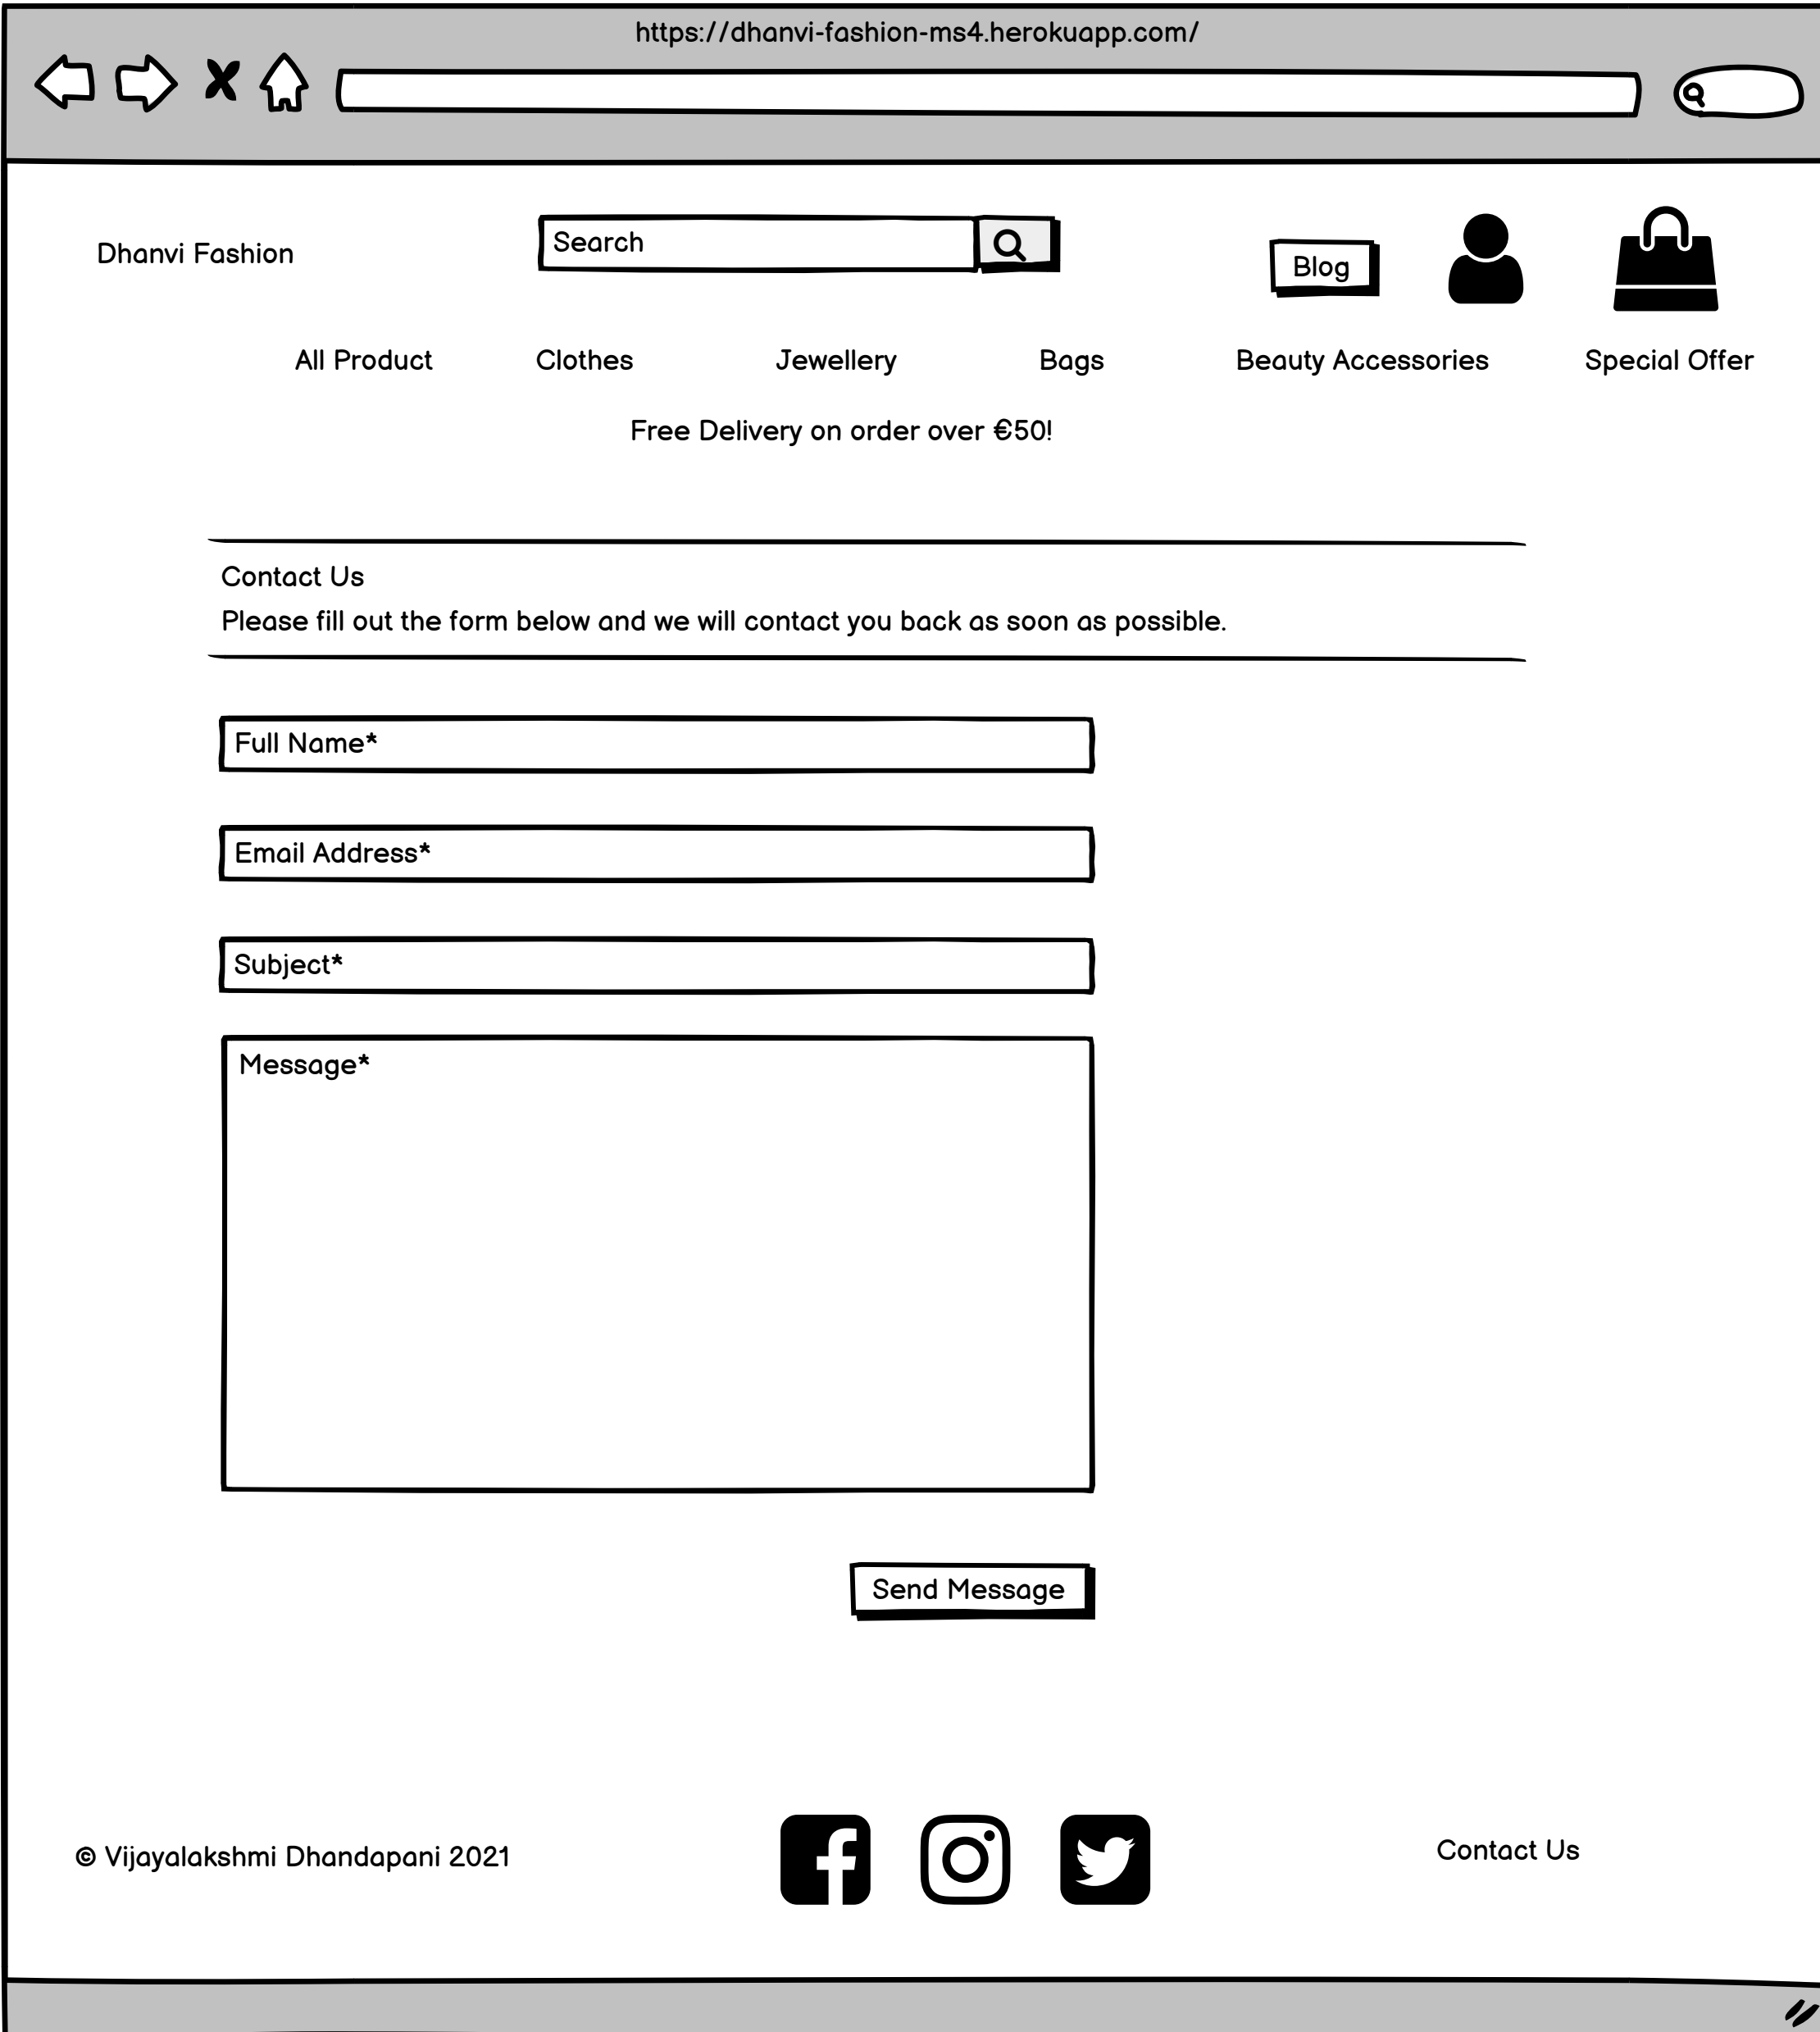 https://dhanvi-fashion-ms4.herokuapp.com/
Dhanvi Fashion
Search
Blog
All Product Clothes Jewellery Bags Beauty Accessories Special Offer
Free Delivery on order over €50!
Contact Us
Please fill out the form below and we will contact you back as soon as possible.
Full Name*
Email Address*
Subject*
Message*
Send Message
© Vijayalakshmi Dhandapani 2021
Contact Us